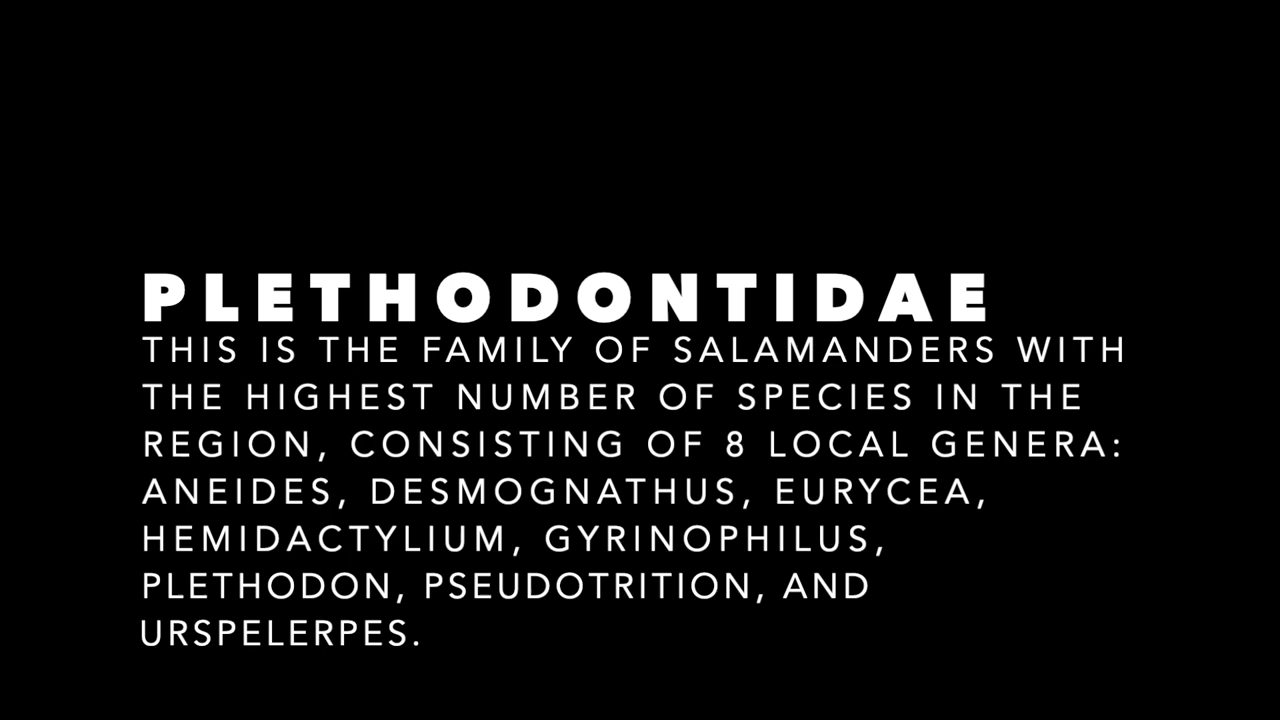 PLETHODONTIDAE
THIS IS THE FAMILY OF SALAMANDERS WITH
THE HIGHEST NUMBER OF SPECIES IN THE
REGION, CONSISTING OF 8 LOCAL GENERA:
ANEIDES, DESMOGNATHUS, EURYCEA,
HEMIDACTYLIUM, GYRINOPHILUS,
PLETHODON, PSEUDOTRITION, AND
URSPELERPES.